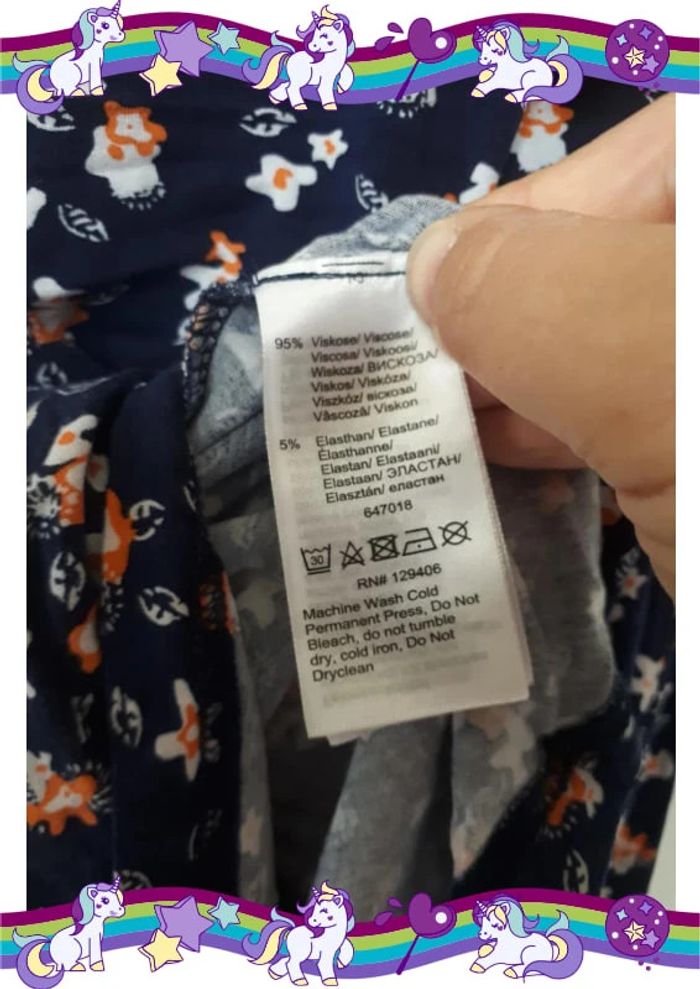 95% Viskose/ Viscose/
Viscosa/ Viskoosi/
Wiskoza/ ВИСКОЗА/
Viskos/ Viskóza/
Viszkóz/ віскоза/
Vâscoză/ Viskon
5% Elasthan/ Elastane/
Élasthanne/
Elastan/ Elastaani/
Elastaan/ ЭЛАСТАН/
Elasztán/ еластан
647018
30
RN# 129406
Machine Wash Cold
Permanent Press, Do Not
Bleach, do not tumble
dry, cold iron, Do Not
Dryclean